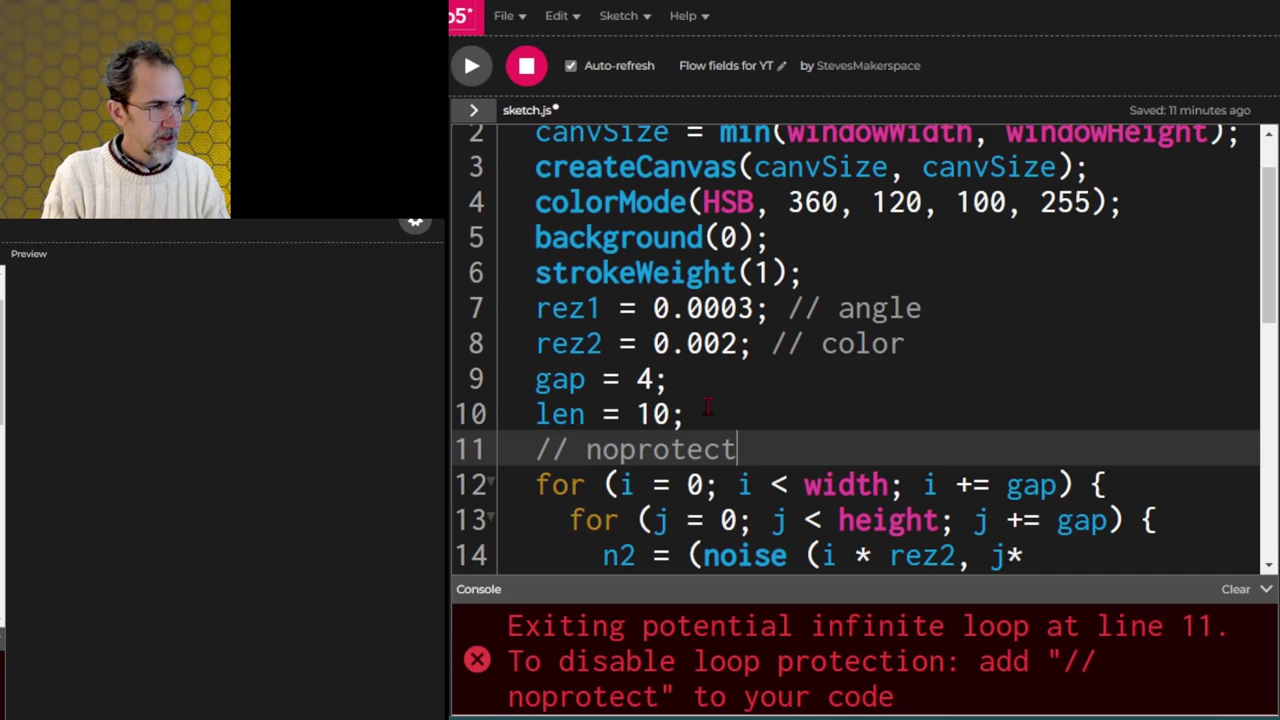 p5*
File
Edit
Sketch
Help
Auto-refresh
Flow fields for YT
by StevesMakerspace
sketch.js
Saved: 11 minutes ago
Preview
2 canvSize = min(windowWidth, windowHeight);
3 createCanvas(canvSize, canvSize);
4 colorMode(HSB, 360, 120, 100, 255);
5 background(0);
6 strokeWeight(1);
7 rez1 = 0.0003; // angle
8 rez2 = 0.002; // color
9 gap = 4;
10 len = 10;
11 // noprotect
12 for (i = 0; i < width; i += gap) {
13 for (j = 0; j < height; j += gap) {
14 n2 = (noise (i * rez2, j*
Console
Clear
Exiting potential infinite loop at line 11.
To disable loop protection: add "//
noprotect" to your code